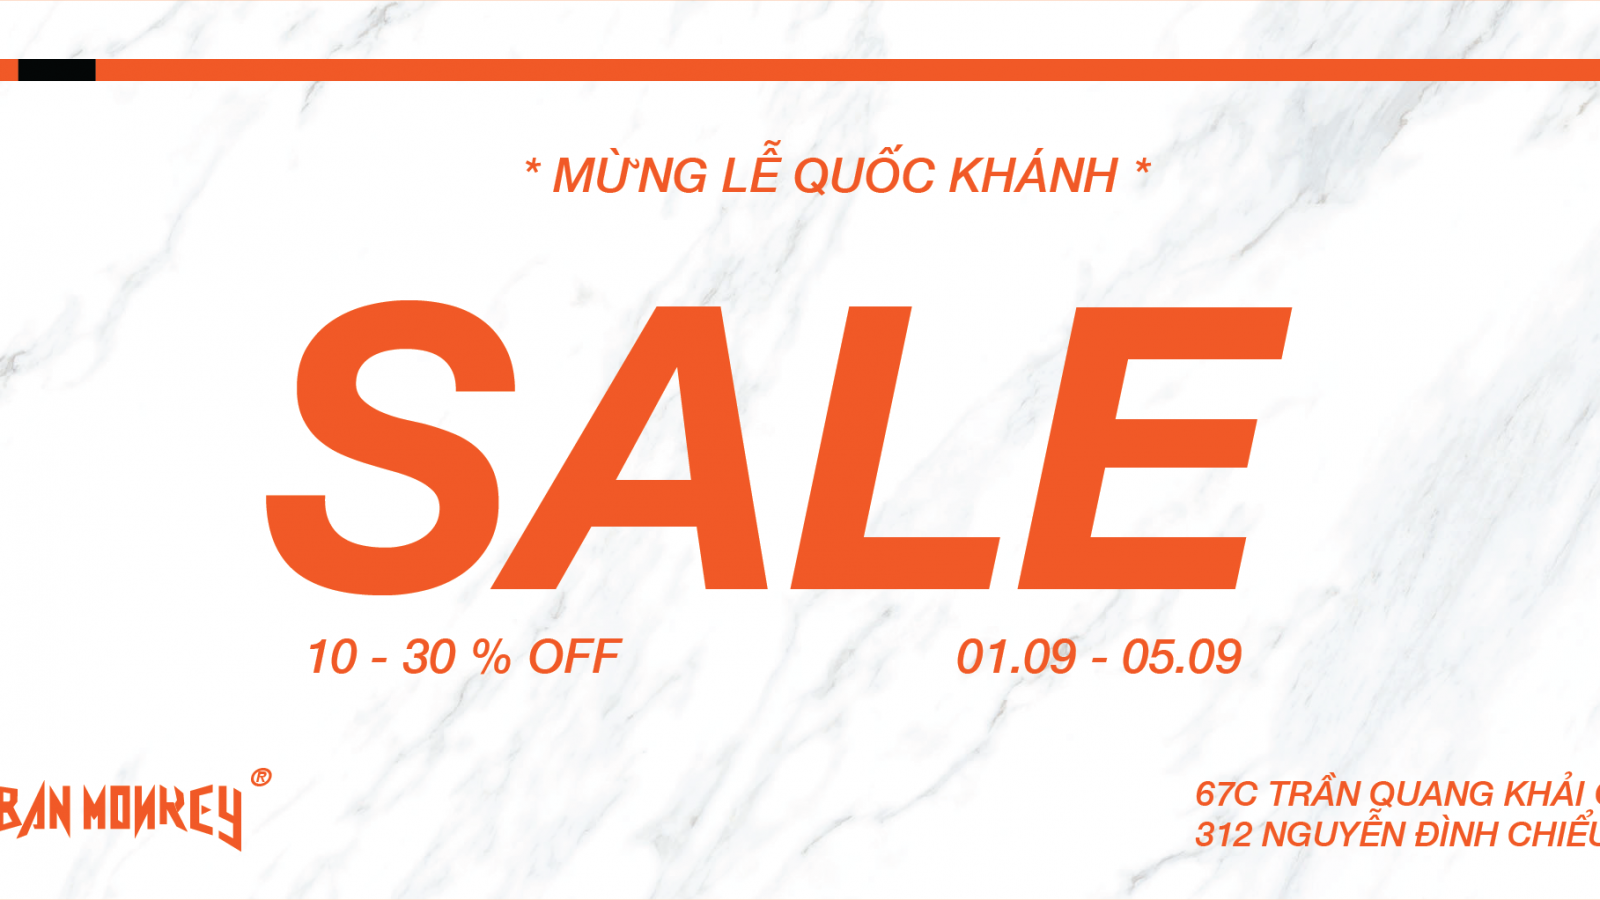 * MỪNG LỄ QUỐC KHÁNH *
SALE
10 - 30 % OFF
01.09 - 05.09
BAN MONKEY®
67C TRẦN QUANG KHẢI
312 NGUYỄN ĐÌNH CHIỂU